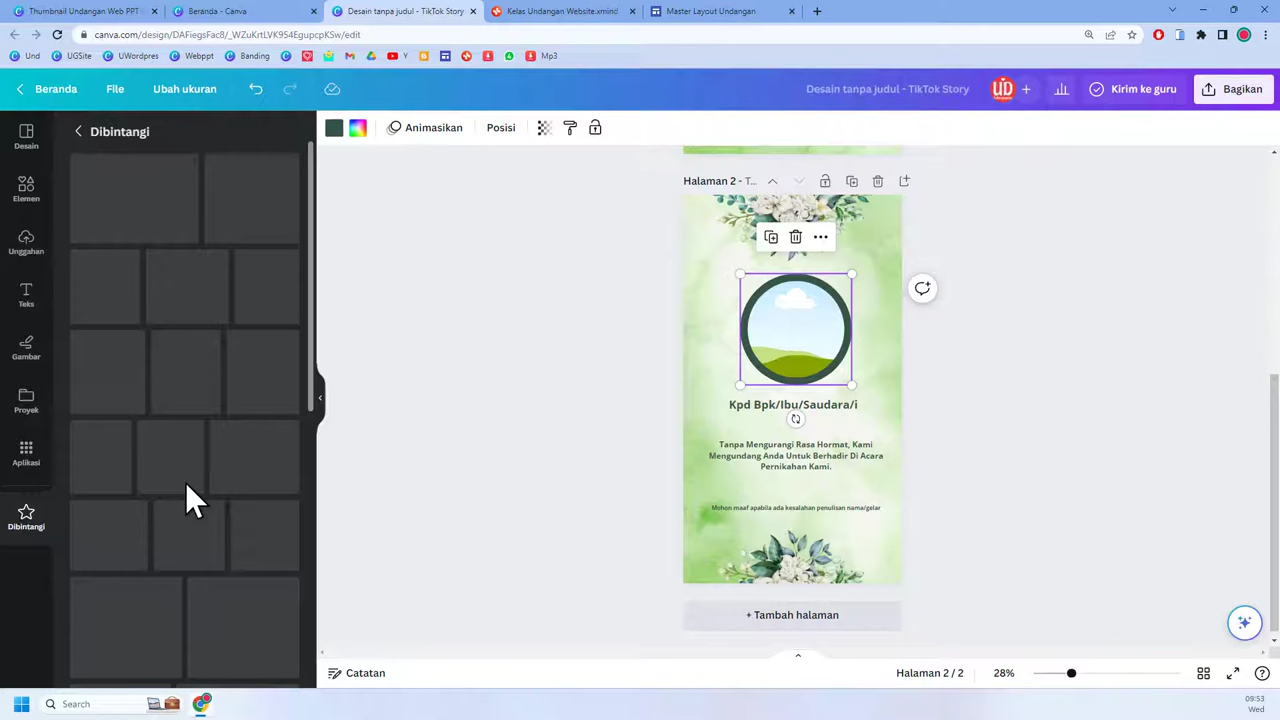 Thumbnail Undangan Web PPT
Beranda - Canva
Desain tanpa judul - TikTok Story
Kelas Undangan Website.xmind
Master Layout Undangan
canva.com/design/DAFiegsFac8/_WZuKrtLVK954EgupcpKSw/edit
Und
UGSite
UWordpres
Webppt
Banding
Y
Mp3
Beranda
File
Ubah ukuran
Desain tanpa judul - TikTok Story
UD
Kirim ke guru
Bagikan
Desain
Elemen
Unggahan
Teks
Gambar
Proyek
Aplikasi
Dibintangi
Dibintangi
Animasikan
Posisi
Halaman 2 - T...
Kpd Bpk/Ibu/Saudara/i
Tanpa Mengurangi Rasa Hormat, Kami
Mengundang Anda Untuk Berhadir Di Acara
Pernikahan Kami.
Mohon maaf apabila ada kesalahan penulisan nama/gelar
+ Tambah halaman
Catatan
Halaman 2 / 2
28%
Search
09:53
Wed